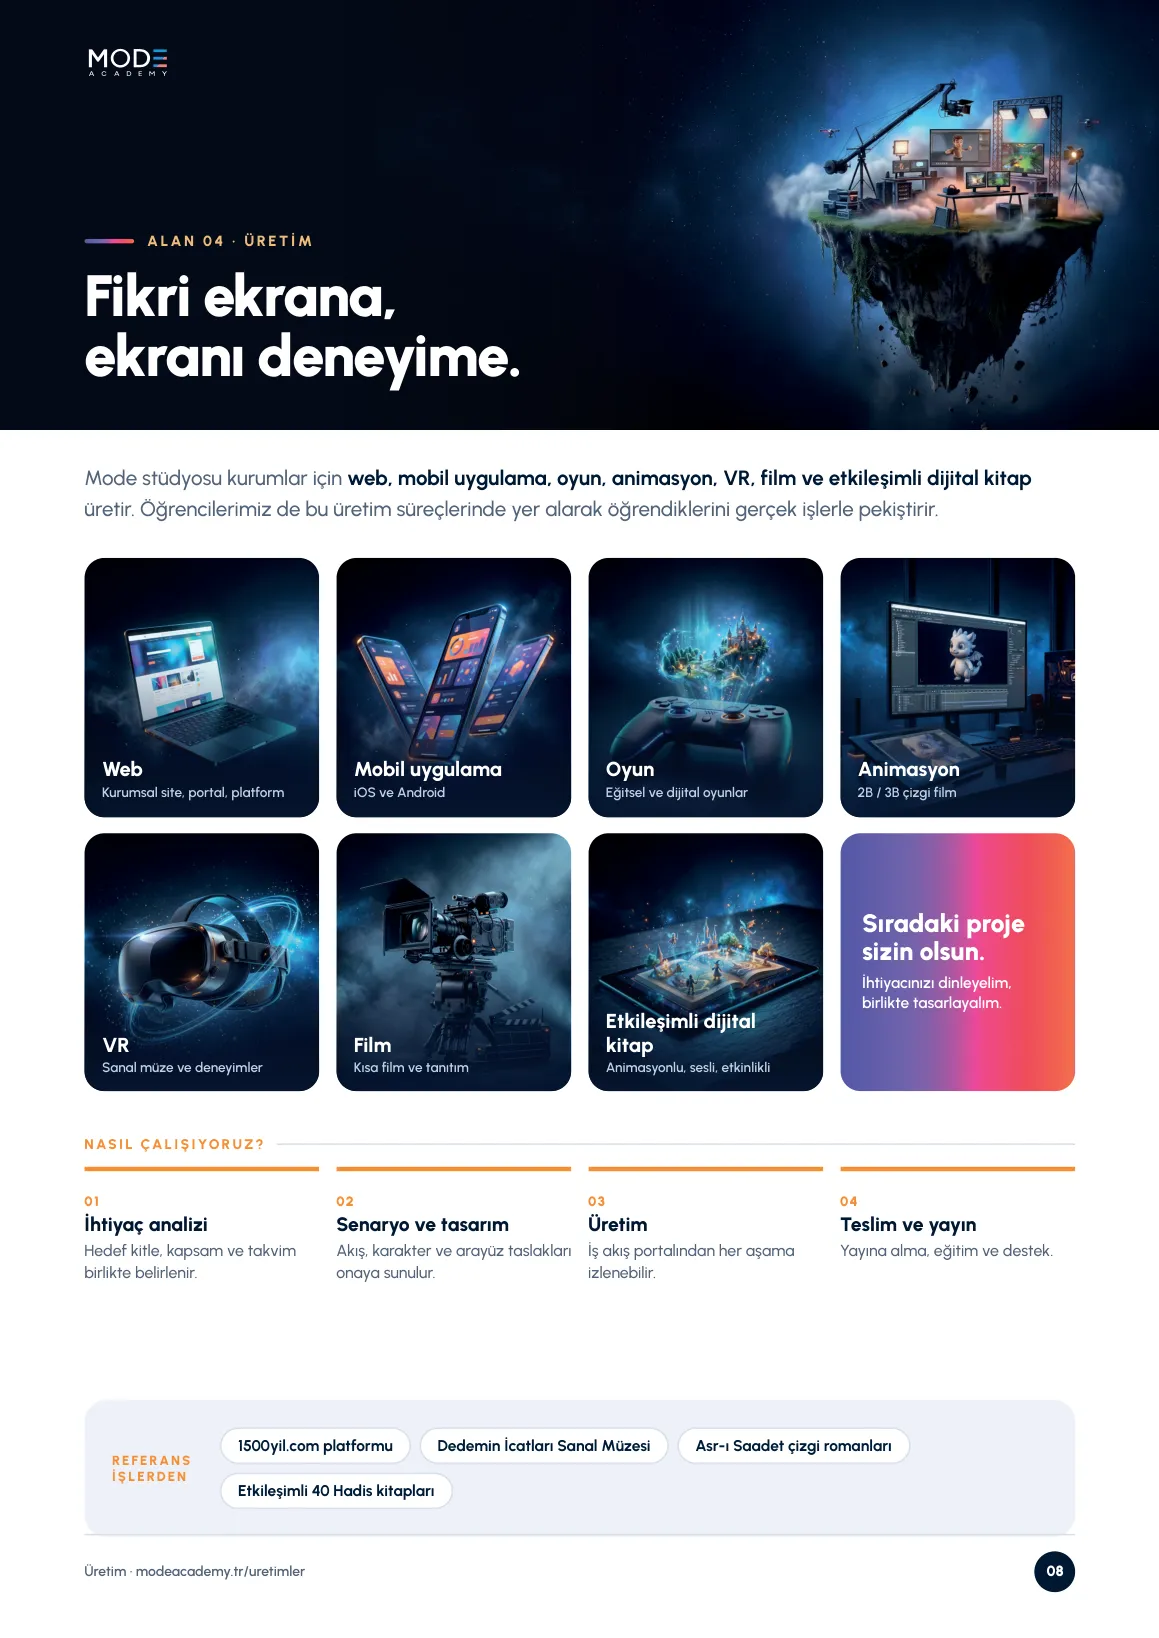 MODE
ACADEMY
ALAN 04 · ÜRETİM
Fikri ekrana,
ekranı deneyime.
Mode stüdyosu kurumlar için web, mobil uygulama, oyun, animasyon, VR, film ve etkileşimli dijital kitap
üretir. Öğrencilerimiz de bu üretim süreçlerinde yer alarak öğrendiklerini gerçek işlerle pekiştirir.
Web
Kurumsal site, portal, platform
Mobil uygulama
iOS ve Android
Oyun
Eğitsel ve dijital oyunlar
Animasyon
2B / 3B çizgi film
VR
Sanal müze ve deneyimler
Film
Kısa film ve tanıtım
Etkileşimli dijital
kitap
Animasyonlu, sesli, etkinlikli
Sıradaki proje
sizin olsun.
İhtiyacınızı dinleyelim,
birlikte tasarlayalım.
NASIL ÇALIŞIYORUZ?
01
İhtiyaç analizi
Hedef kitle, kapsam ve takvim
birlikte belirlenir.
02
Senaryo ve tasarım
Akış, karakter ve arayüz taslakları
onaya sunulur.
03
Üretim
İş akış portalından her aşama
izlenebilir.
04
Teslim ve yayın
Yayına alma, eğitim ve destek.
REFERANS
İŞLERDEN
1500yil.com platformu
Dedemin İcatları Sanal Müzesi
Asr-ı Saadet çizgi romanları
Etkileşimli 40 Hadis kitapları
Üretim · modeacademy.tr/uretimler
08